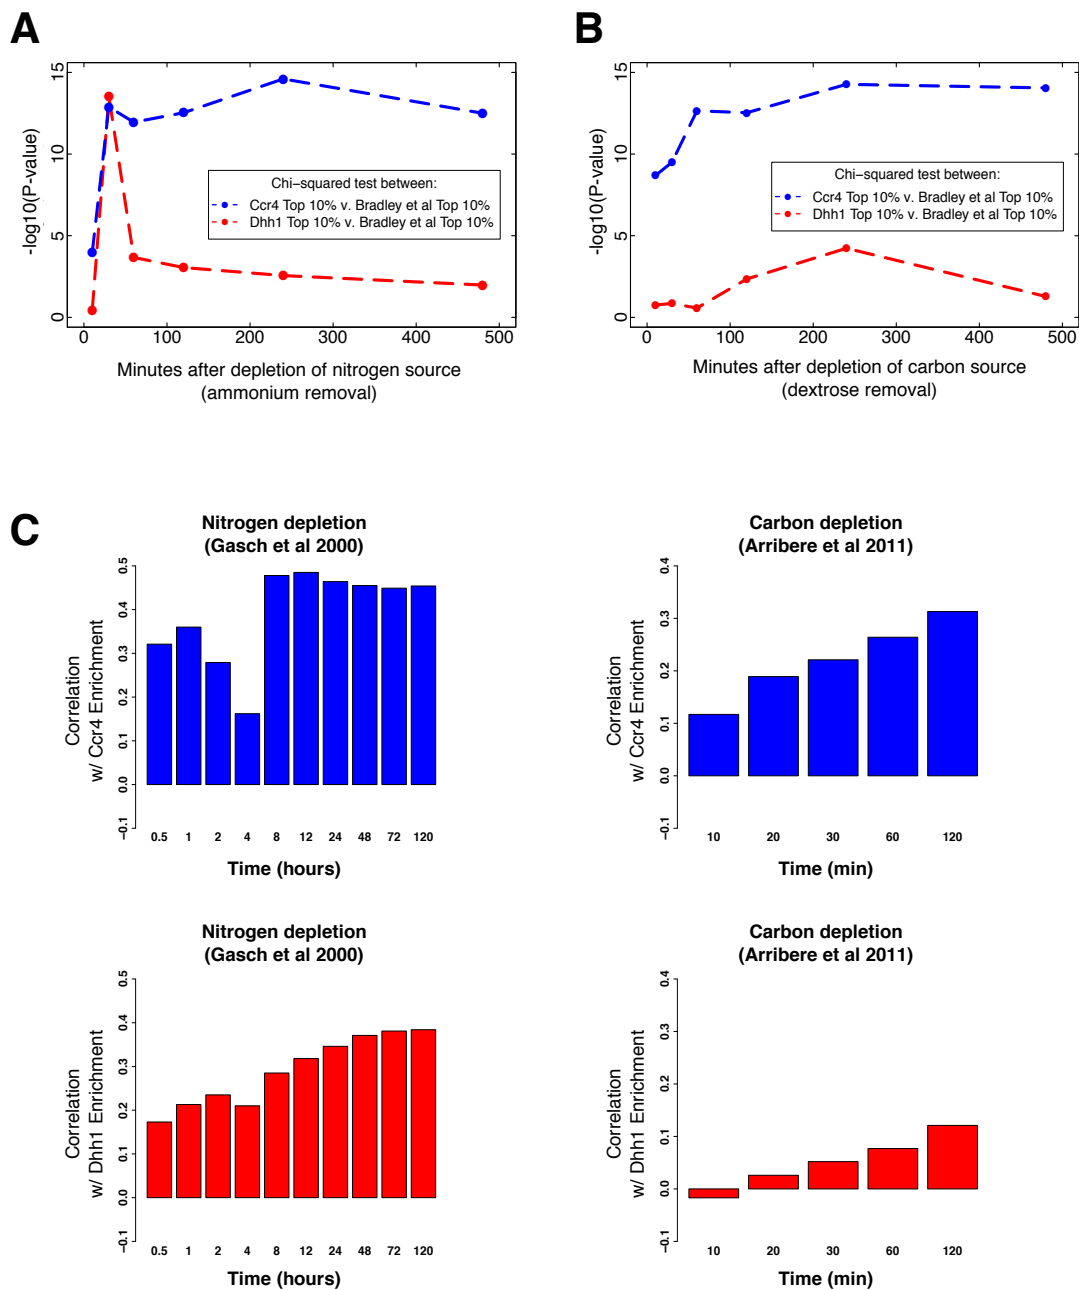 A
15
10
5
0
-log10(P-value)
Chi-squared test between:
Ccr4 Top 10% v. Bradley et al Top 10%
Dhh1 Top 10% v. Bradley et al Top 10%
0 100 200 300 400 500
Minutes after depletion of nitrogen source
(ammonium removal)
B
15
10
5
0
-log10(P-value)
Chi-squared test between:
Ccr4 Top 10% v. Bradley et al Top 10%
Dhh1 Top 10% v. Bradley et al Top 10%
0 100 200 300 400 500
Minutes after depletion of carbon source
(dextrose removal)
C
Nitrogen depletion
(Gasch et al 2000)
0.5
0.4
0.3
0.2
0.1
0.0
-0.1
Correlation
w/ Ccr4 Enrichment
0.5 1 2 4 8 12 24 48 72 120
Time (hours)
Carbon depletion
(Arribere et al 2011)
0.4
0.3
0.2
0.1
0.0
-0.1
Correlation
w/ Ccr4 Enrichment
10 20 30 60 120
Time (min)
Nitrogen depletion
(Gasch et al 2000)
0.5
0.4
0.3
0.2
0.1
0.0
-0.1
Correlation
w/ Dhh1 Enrichment
0.5 1 2 4 8 12 24 48 72 120
Time (hours)
Carbon depletion
(Arribere et al 2011)
0.4
0.3
0.2
0.1
0.0
-0.1
Correlation
w/ Dhh1 Enrichment
10 20 30 60 120
Time (min)